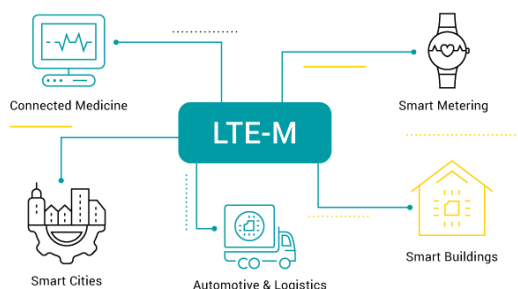 Connected Medicine
Smart Metering
LTE-M
Smart Cities
Automotive & Logistics
Smart Buildings